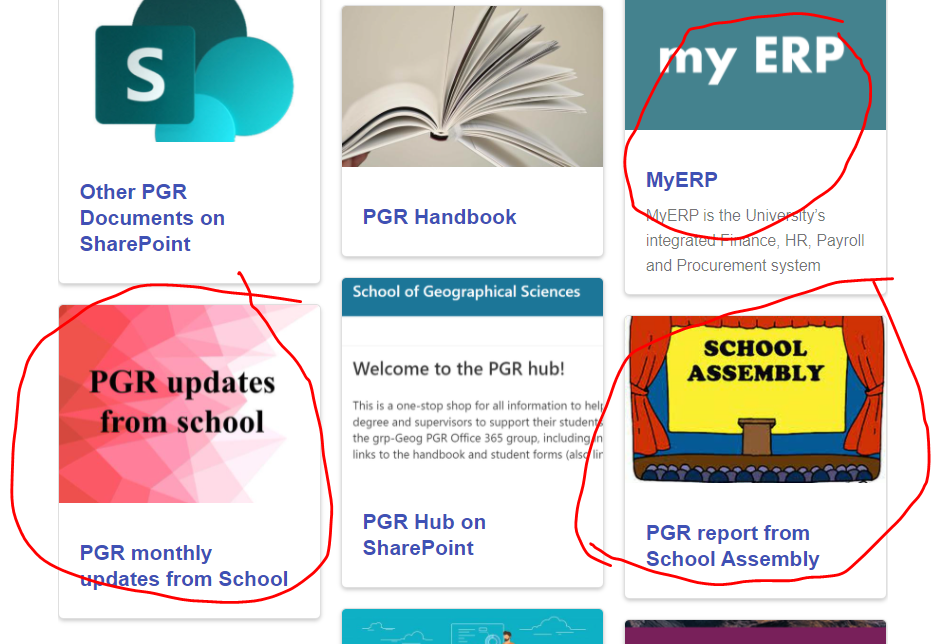 S
Other PGR
Documents on
SharePoint
PGR Handbook
my ERP
MyERP
MyERP is the University's
integrated Finance, HR, Payroll
and Procurement system
PGR updates
from school
PGR monthly
updates from School
School of Geographical Sciences
Welcome to the PGR hub!
This is a one-stop shop for all information to help
degree and supervisors to support their students
the grp-Geog PGR Office 365 group, including in
links to the handbook and student forms (also lin
PGR Hub on
SharePoint
SCHOOL
ASSEMBLY
PGR report from
School Assembly